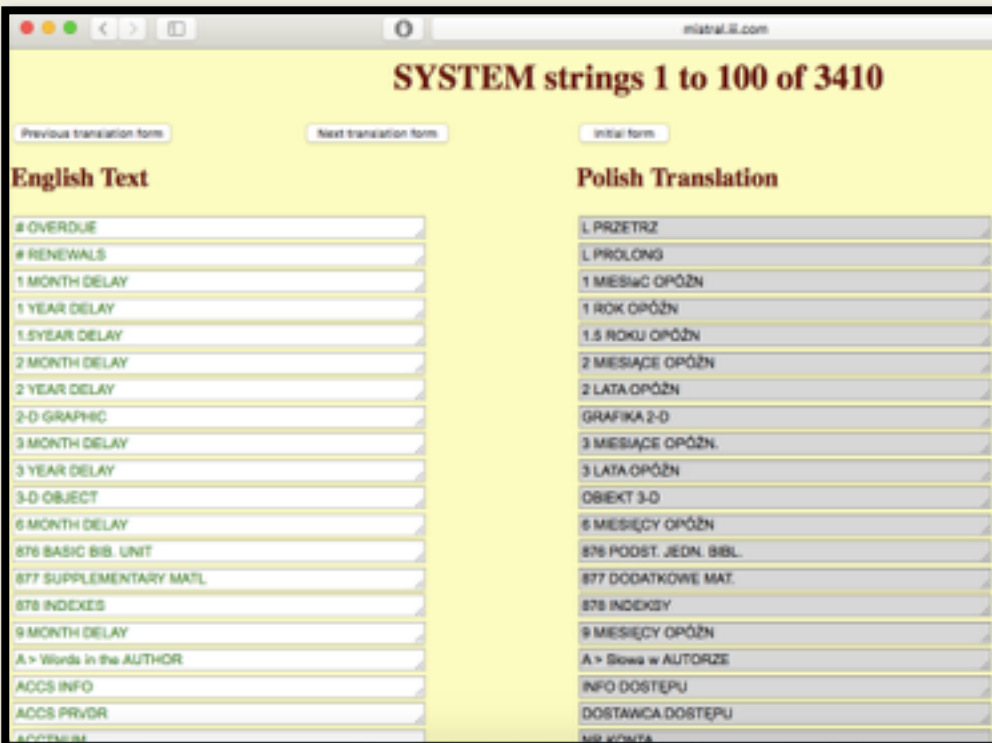 mistral.iii.com
SYSTEM strings 1 to 100 of 3410
Previous translation form Next translation form Initial form
English Text Polish Translation
# OVERDUE L PRZETRZ
# RENEWALS L PROLONG
1 MONTH DELAY 1 MIESIaC OPÓŹN
1 YEAR DELAY 1 ROK OPÓŹN
1.5YEAR DELAY 1.5 ROKU OPÓŹN
2 MONTH DELAY 2 MIESIĄCE OPÓŹN
2 YEAR DELAY 2 LATA OPÓŹN
2-D GRAPHIC GRAFIKA 2-D
3 MONTH DELAY 3 MIESIĄCE OPÓŹN.
3 YEAR DELAY 3 LATA OPÓŹN
3-D OBJECT OBIEKT 3-D
6 MONTH DELAY 6 MIESIĘCY OPÓŹN
876 BASIC BIB. UNIT 876 PODST. JEDN. BIBL.
877 SUPPLEMENTARY MATL 877 DODATKOWE MAT.
878 INDEXES 878 INDEKSY
9 MONTH DELAY 9 MIESIĘCY OPÓŹN
A > Words in the AUTHOR A > Słowa w AUTORZE
ACCS INFO INFO DOSTĘPU
ACCS PRVDR DOSTAWCA DOSTĘPU
ACCTNUM NR KONTA